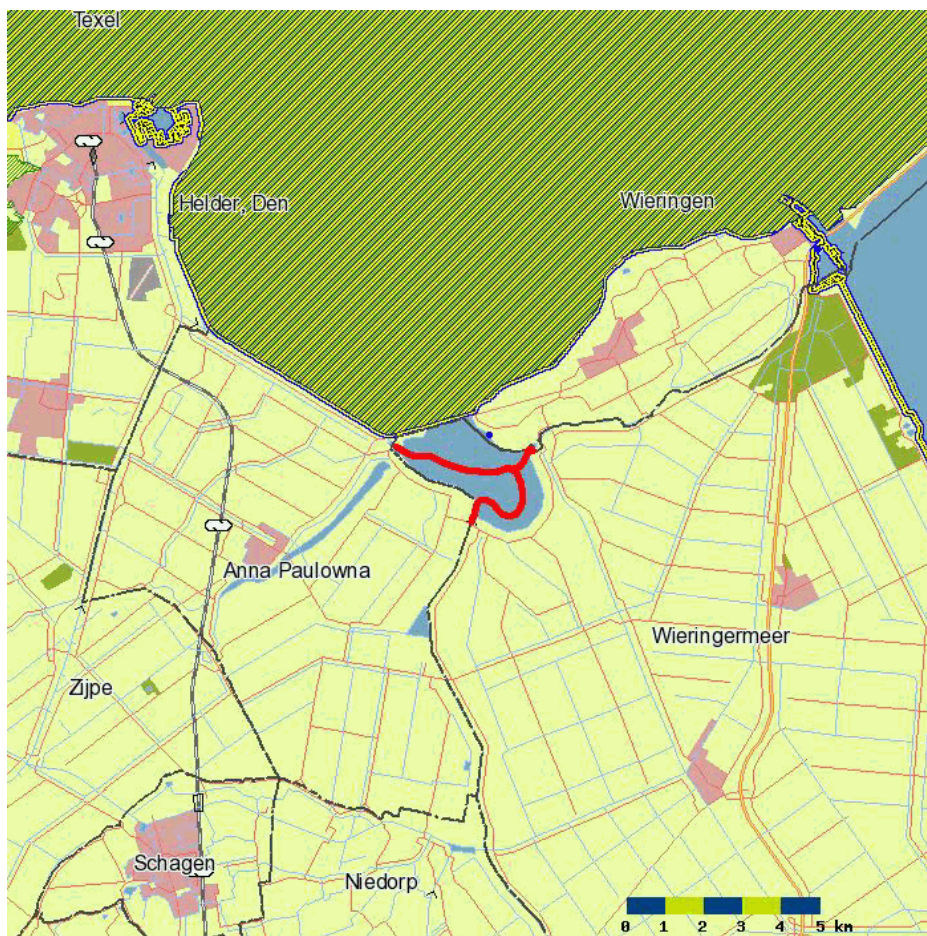 Texel
Helder, Den
Wieringen
Anna Paulowna
Wieringermeer
Zijpe
Schagen
Niedorp
0 1 2 3 4 5 km